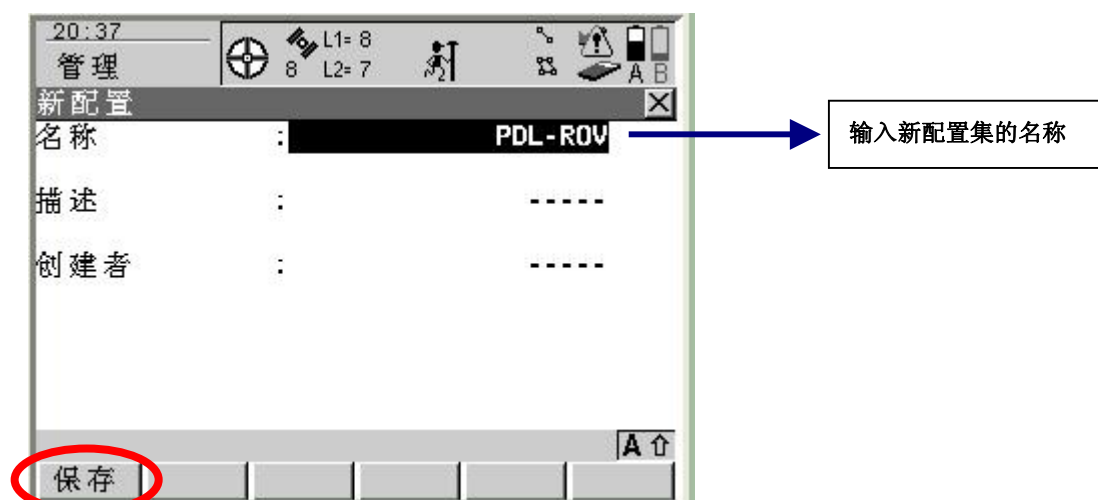 20:37
管理
L1= 8
8 L2= 7
A B
新配置
名称 : PDL-ROV
输入新配置集的名称
描述 : -----
创建者 : -----
A ⇧
保存